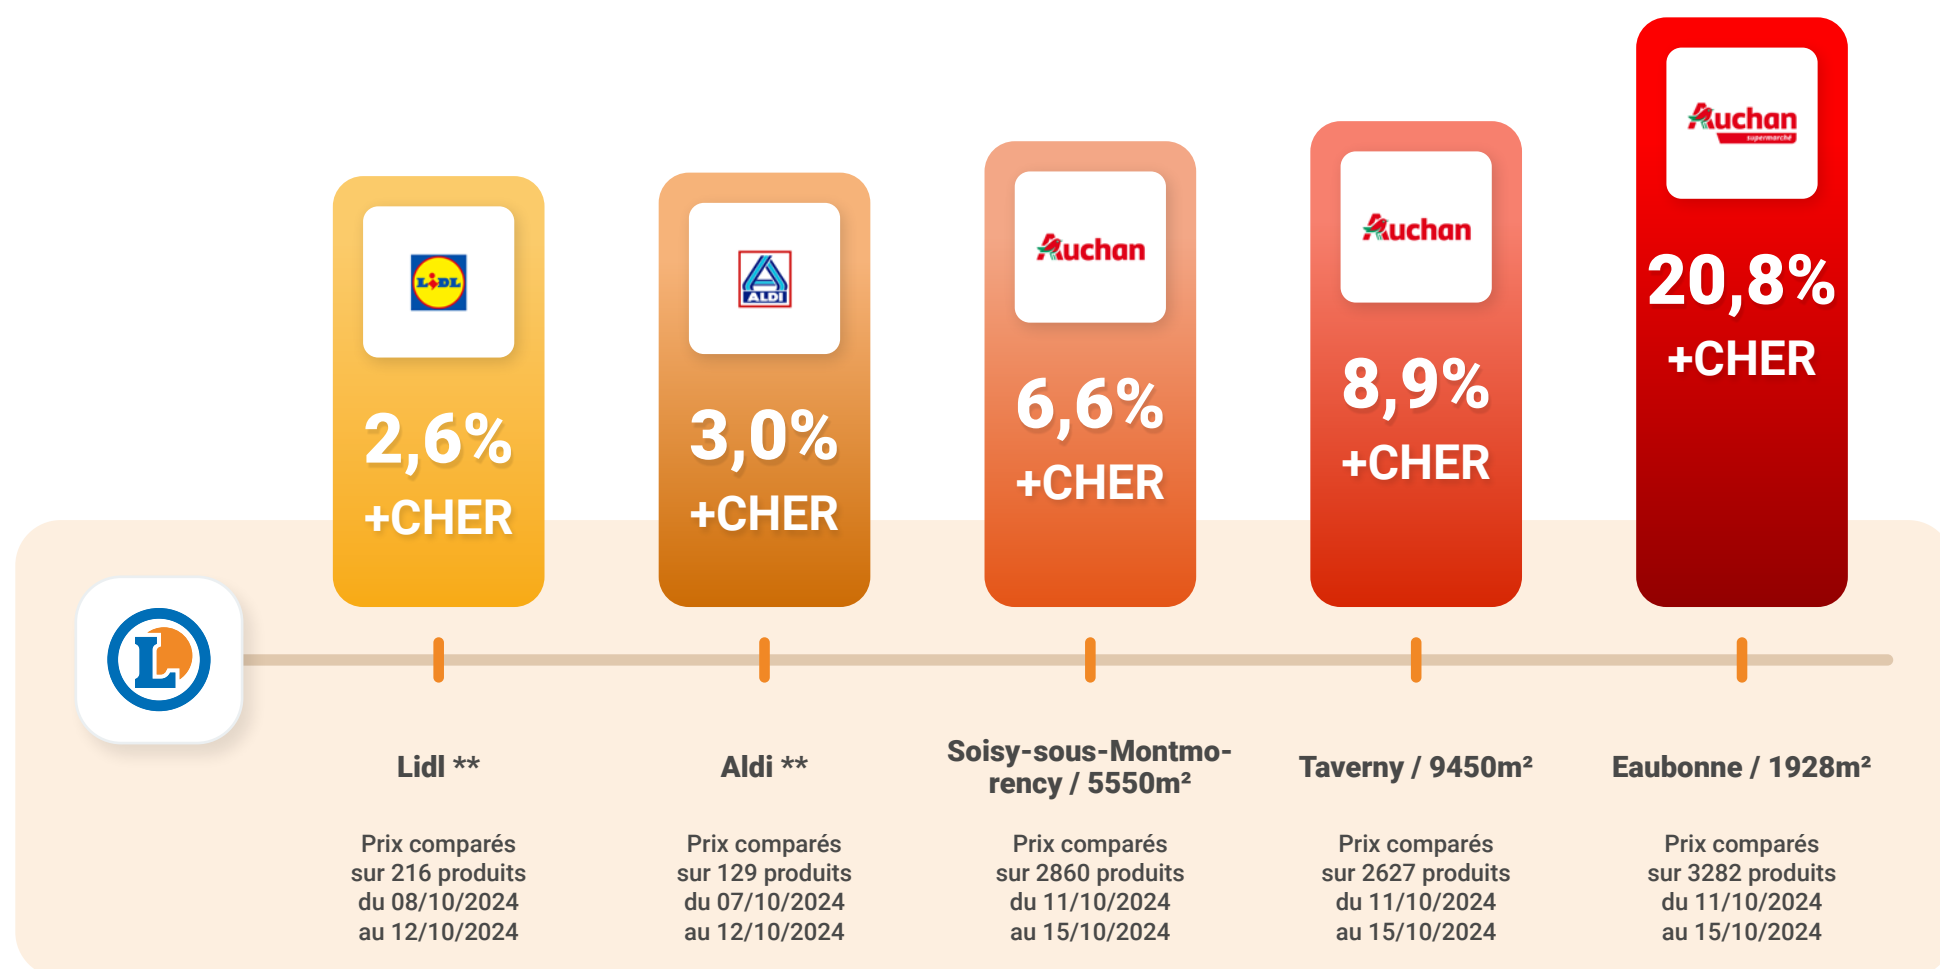 LIDL
2,6%
+CHER
ALDI
3,0%
+CHER
Auchan
6,6%
+CHER
Auchan
8,9%
+CHER
Auchan
supermarché
20,8%
+CHER
L
Lidl **
Prix comparés
sur 216 produits
du 08/10/2024
au 12/10/2024
Aldi **
Prix comparés
sur 129 produits
du 07/10/2024
au 12/10/2024
Soisy-sous-Montmo-
rency / 5550m²
Prix comparés
sur 2860 produits
du 11/10/2024
au 15/10/2024
Taverny / 9450m²
Prix comparés
sur 2627 produits
du 11/10/2024
au 15/10/2024
Eaubonne / 1928m²
Prix comparés
sur 3282 produits
du 11/10/2024
au 15/10/2024